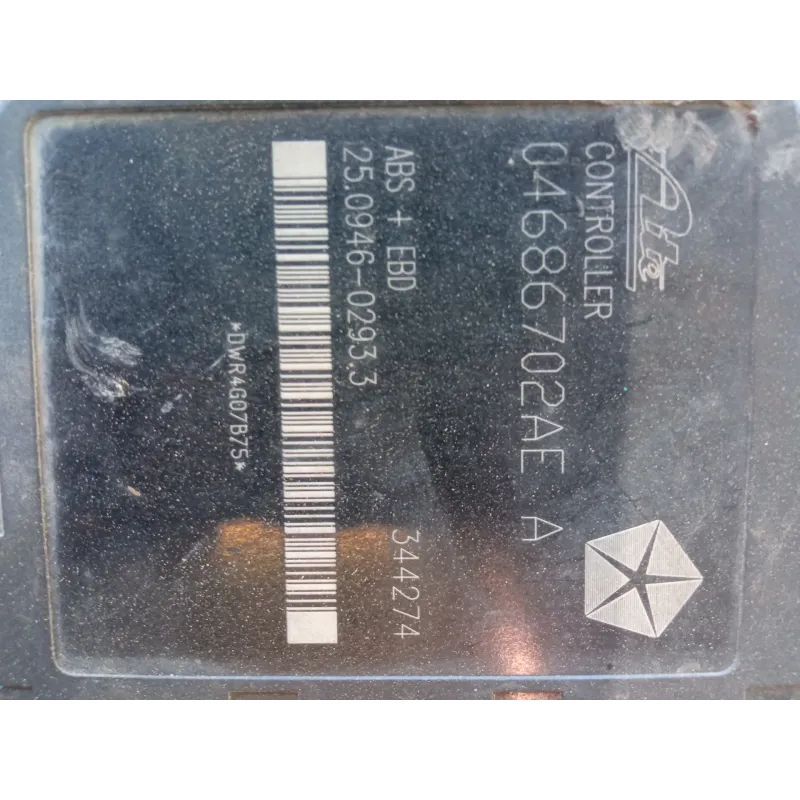 Ate
CONTROLLER
04686702AE A
ABS + EBD 344274
25.0946-0293.3
*DWR4G07B75*